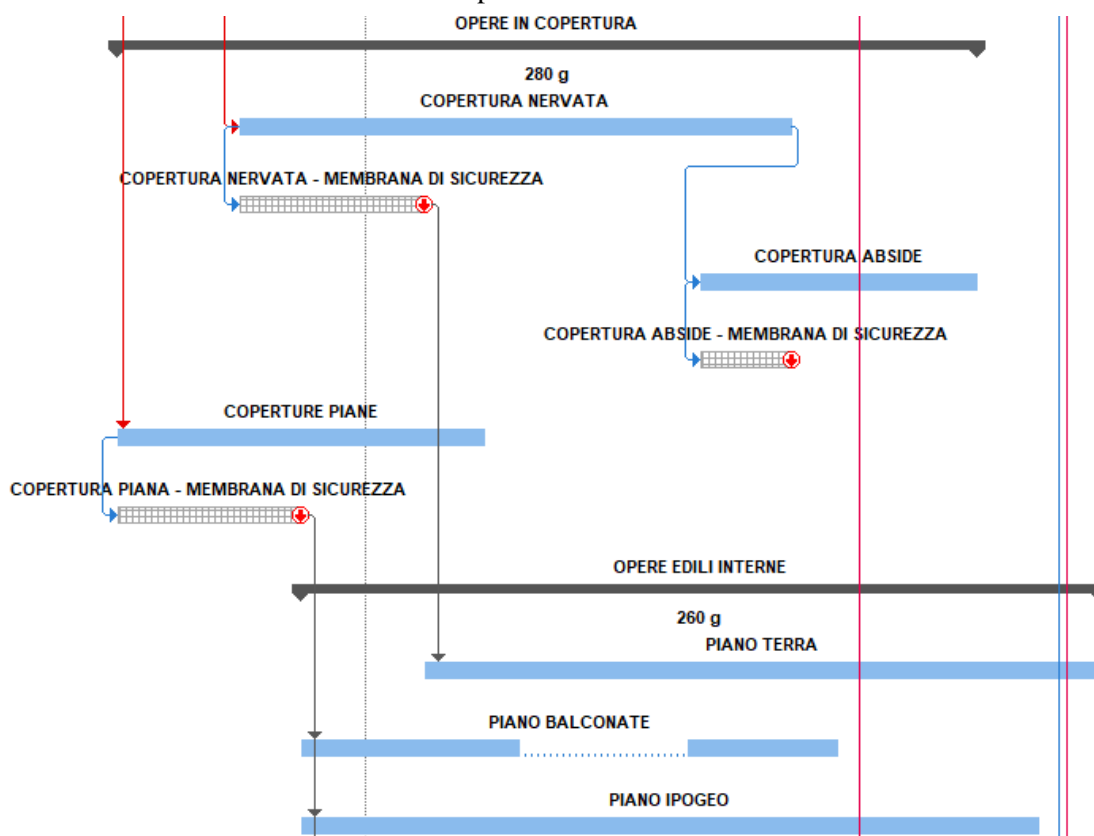 OPERE IN COPERTURA
280 g
COPERTURA NERVATA
COPERTURA NERVATA - MEMBRANA DI SICUREZZA
COPERTURA ABSIDE
COPERTURA ABSIDE - MEMBRANA DI SICUREZZA
COPERTURE PIANE
COPERTURA PIANA - MEMBRANA DI SICUREZZA
OPERE EDILI INTERNE
260 g
PIANO TERRA
PIANO BALCONATE
PIANO IPOGEO